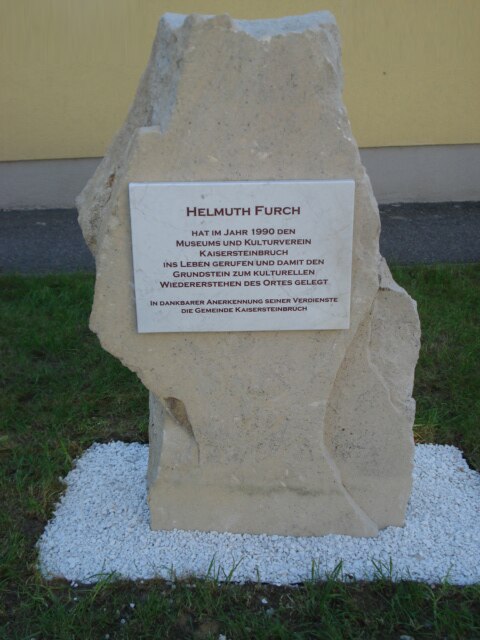 HELMUTH FURCH
HAT IM JAHR 1990 DEN
MUSEUMS UND KULTURVEREIN
KAISERSTEINBRUCH
INS LEBEN GERUFEN UND DAMIT DEN
GRUNDSTEIN ZUM KULTURELLEN
WIEDERERSTEHEN DES ORTES GELEGT
IN DANKBARER ANERKENNUNG SEINER VERDIENSTE
DIE GEMEINDE KAISERSTEINBRUCH